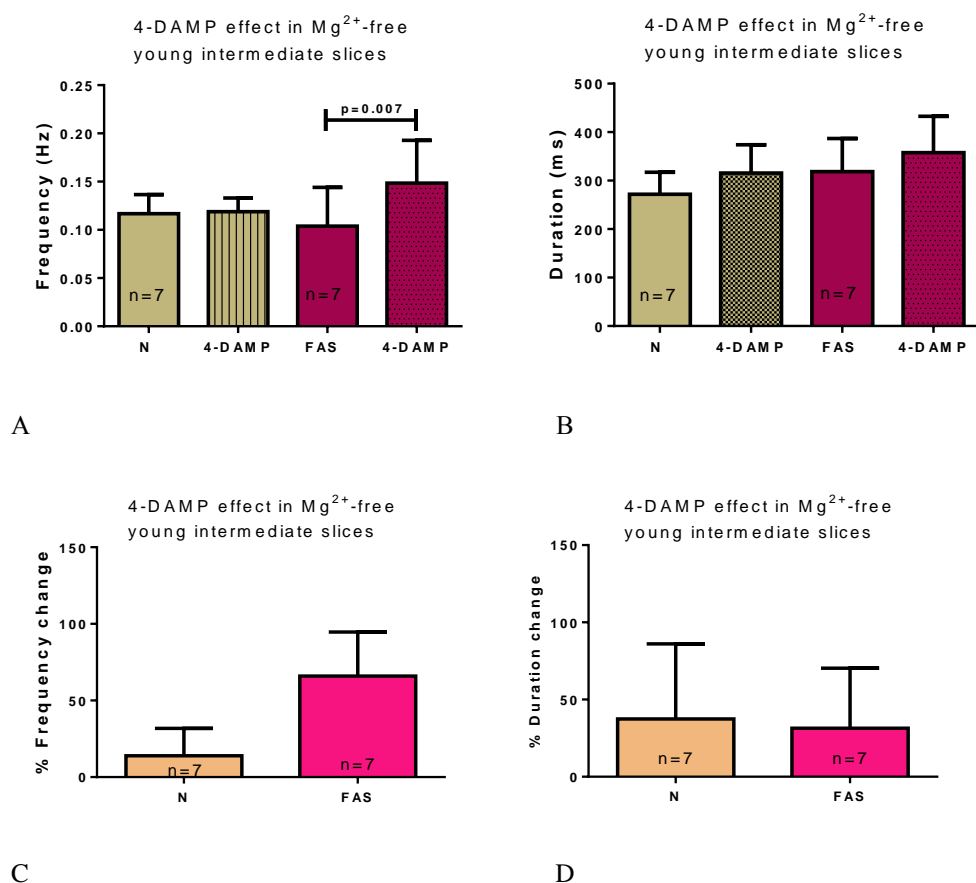 4-DAMP effect in Mg²⁺-free
young intermediate slices
Frequency (Hz)
0.25
0.20
0.15
0.10
0.05
0.00
p=0.007
n=7
n=7
N
4-DAMP
FAS
4-DAMP
A
4-DAMP effect in Mg²⁺-free
young intermediate slices
Duration (ms)
500
400
300
200
100
0
n=7
n=7
N
4-DAMP
FAS
4-DAMP
B
4-DAMP effect in Mg²⁺-free
young intermediate slices
% Frequency change
150
100
50
0
n=7
n=7
N
FAS
C
4-DAMP effect in Mg²⁺-free
young intermediate slices
% Duration change
150
100
50
0
n=7
n=7
N
FAS
D